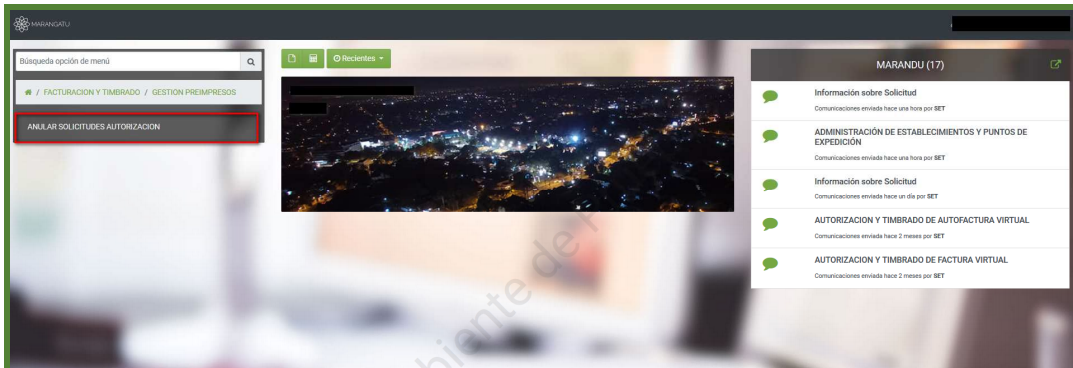 MARANGATU
Búsqueda opción de menú
/ FACTURACION Y TIMBRADO / GESTION PREIMPRESOS
ANULAR SOLICITUDES AUTORIZACION
Recientes
MARANDU (17)
Información sobre Solicitud
Comunicaciones enviada hace una hora por SET
ADMINISTRACIÓN DE ESTABLECIMIENTOS Y PUNTOS DE
EXPEDICIÓN
Comunicaciones enviada hace una hora por SET
Información sobre Solicitud
Comunicaciones enviada hace un día por SET
AUTORIZACION Y TIMBRADO DE AUTOFACTURA VIRTUAL
Comunicaciones enviada hace 2 meses por SET
AUTORIZACION Y TIMBRADO DE FACTURA VIRTUAL
Comunicaciones enviada hace 2 meses por SET